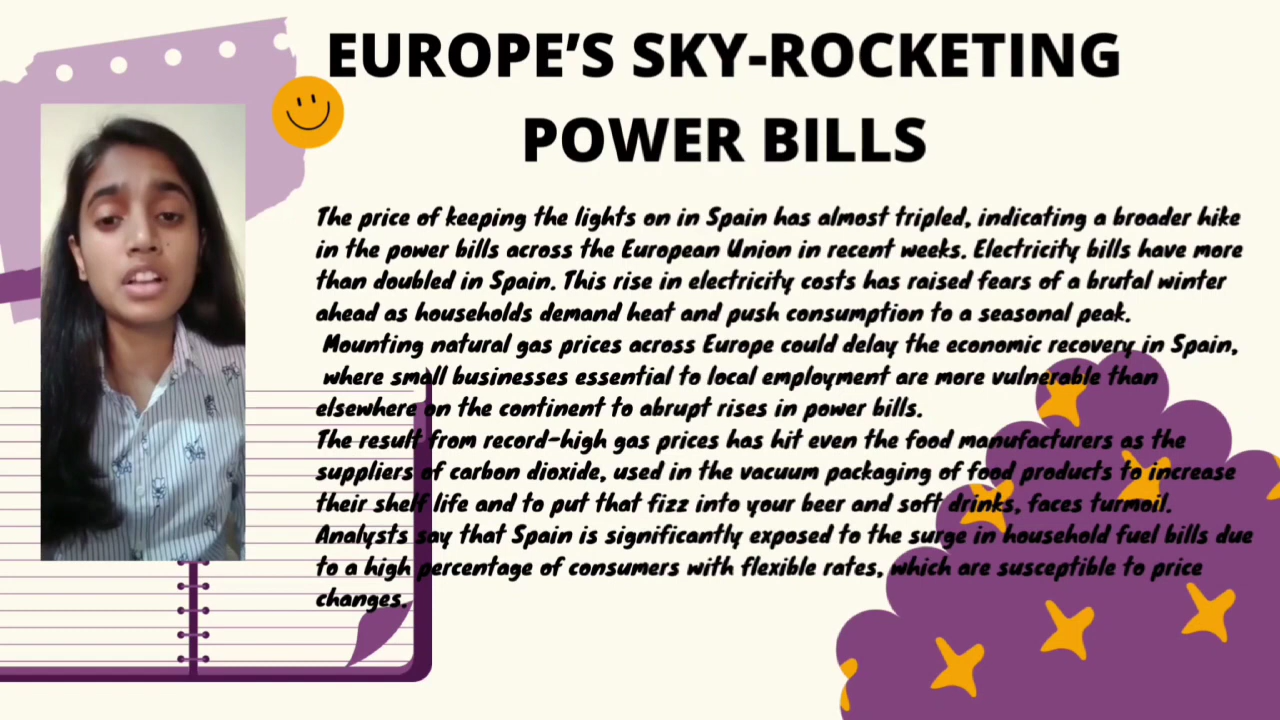 EUROPE’S SKY-ROCKETING
POWER BILLS
The price of keeping the lights on in Spain has almost tripled, indicating a broader hike
in the power bills across the European Union in recent weeks. Electricity bills have more
than doubled in Spain. This rise in electricity costs has raised fears of a brutal winter
ahead as households demand heat and push consumption to a seasonal peak.
Mounting natural gas prices across Europe could delay the economic recovery in Spain,
where small businesses essential to local employment are more vulnerable than
elsewhere on the continent to abrupt rises in power bills.
The result from record-high gas prices has hit even the food manufacturers as the
suppliers of carbon dioxide, used in the vacuum packaging of food products to increase
their shelf life and to put that fizz into your beer and soft drinks, faces turmoil.
Analysts say that Spain is significantly exposed to the surge in household fuel bills due
to a high percentage of consumers with flexible rates, which are susceptible to price
changes.